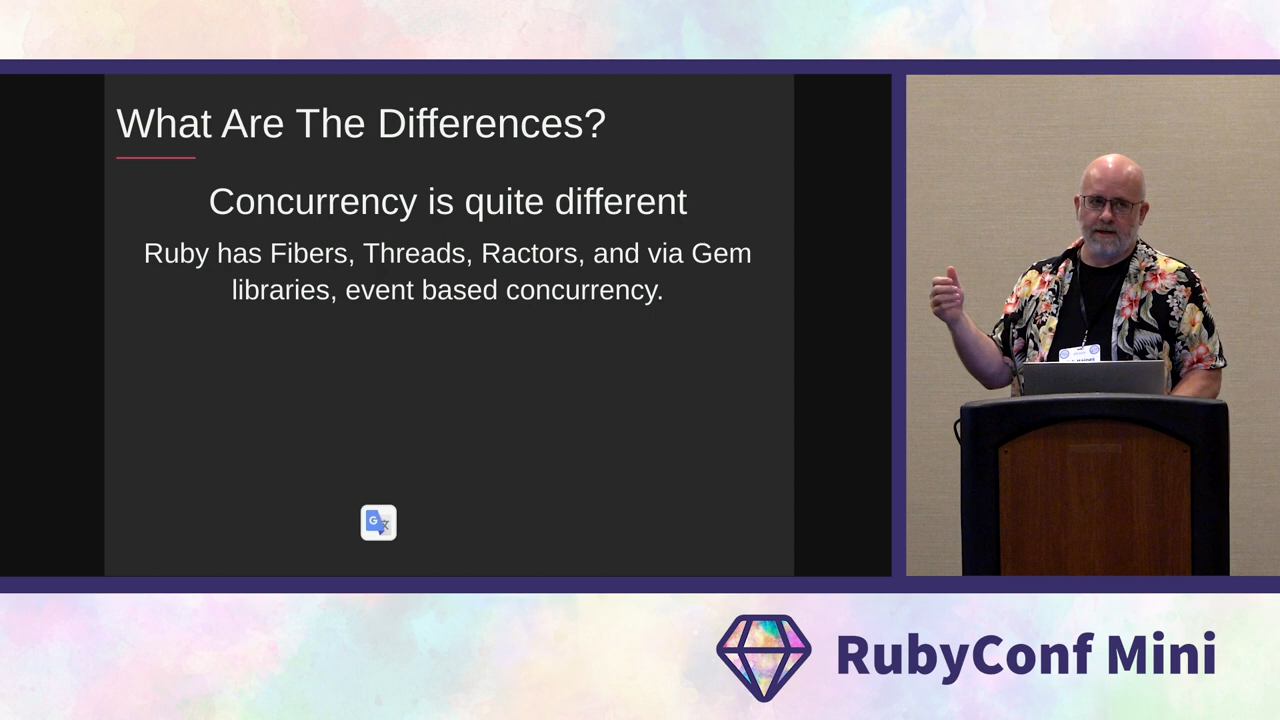 What Are The Differences?
Concurrency is quite different
Ruby has Fibers, Threads, Ractors, and via Gem
libraries, event based concurrency.
G
RubyConf Mini